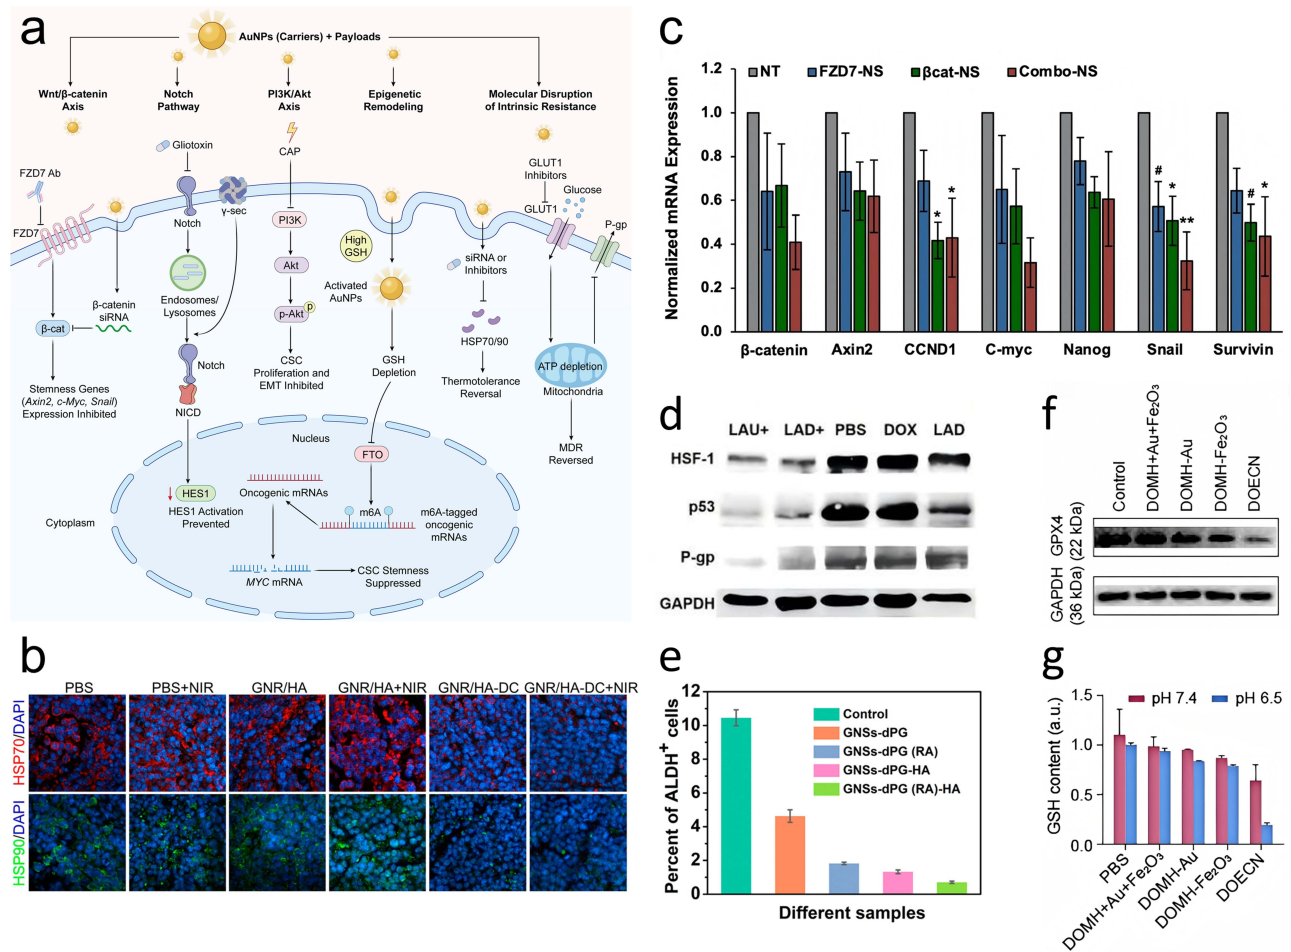 a
AuNPs (Carriers) + Payloads
Wnt/β-catenin
Axis
Notch
Pathway
PI3K/Akt
Axis
Epigenetic
Remodeling
Molecular Disruption
of Intrinsic Resistance
Gliotoxin
CAP
GLUT1
Inhibitors
Glucose
FZD7 Ab
γ-sec
GLUT1
P-gp
FZD7
Notch
PI3K
High
GSH
siRNA or
Inhibitors
Akt
Activated
AuNPs
β-catenin
siRNA
Endosomes/
Lysosomes
p-Akt
p
β-cat
HSP70/90
Notch
CSC
Proliferation and
EMT Inhibited
GSH
Depletion
ATP depletion
Thermotolerance
Reversal
Mitochondria
Stemness Genes
(Axin2, c-Myc, Snail)
Expression Inhibited
NICD
Nucleus
FTO
MDR
Reversed
HES1
Oncogenic mRNAs
HES1 Activation
Prevented
m6A
m6A-tagged
oncogenic
mRNAs
Cytoplasm
MYC mRNA
CSC Stemness
Suppressed
b
PBS
PBS+NIR
GNR/HA
GNR/HA+NIR
GNR/HA-DC
GNR/HA-DC+NIR
HSP70/DAPI
HSP90/DAPI
c
NT
FZD7-NS
βcat-NS
Combo-NS
Normalized mRNA Expression
1.2
1.0
0.8
0.6
0.4
0.2
0.0
*
*
#
*
**
#
*
β-catenin
Axin2
CCND1
C-myc
Nanog
Snail
Survivin
d
LAU+
LAD+
PBS
DOX
LAD
HSF-1
p53
P-gp
GAPDH
e
Percent of ALDH+ cells
12
10
8
6
4
2
0
Control
GNSs-dPG
GNSs-dPG (RA)
GNSs-dPG-HA
GNSs-dPG (RA)-HA
Different samples
f
Control
DOMH+Au+Fe₂O₃
DOMH-Au
DOMH-Fe₂O₃
DOECN
GPX4
(22 kDa)
GAPDH
(36 kDa)
g
pH 7.4
pH 6.5
GSH content (a.u.)
1.5
1.0
0.5
0.0
PBS
DOMH+Au+Fe₂O₃
DOMH-Au
DOMH-Fe₂O₃
DOECN